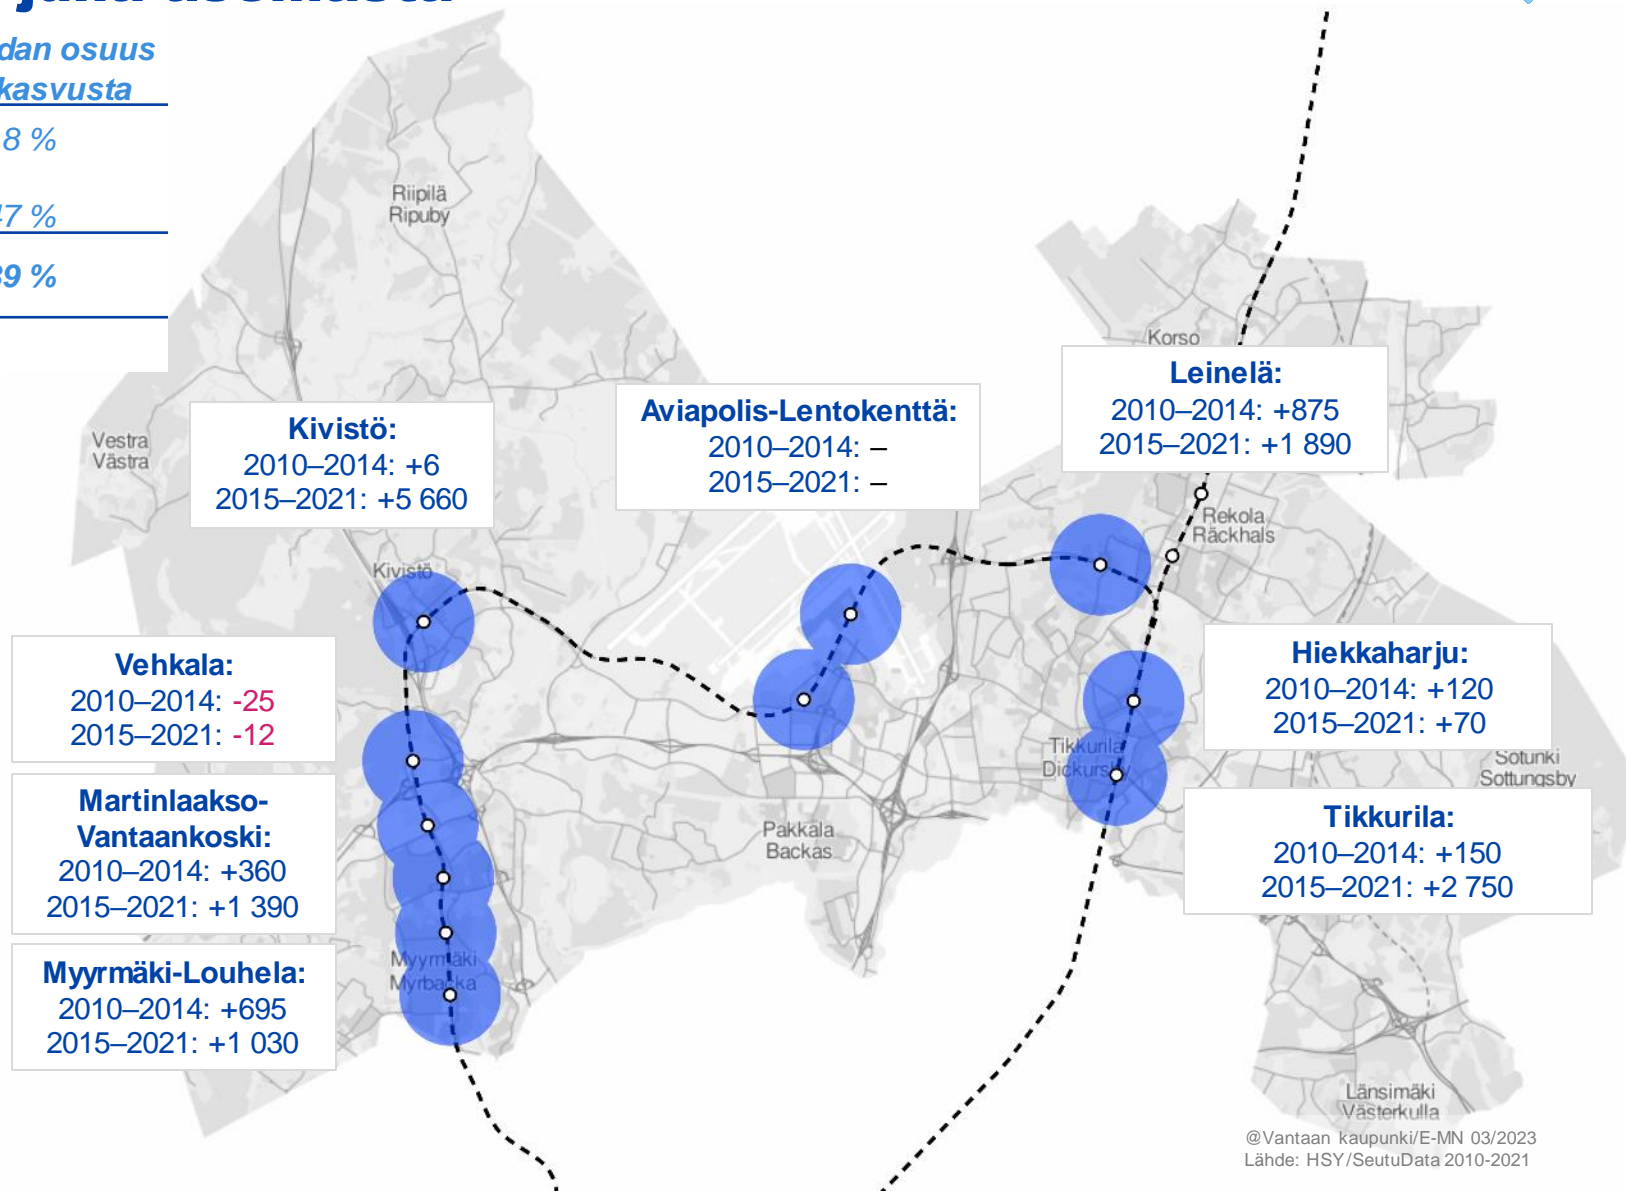 dan osuus
kasvusta
8 %
47 %
39 %
Riipilä
Ripuby
Korso
Leinelä:
2010–2014: +875
2015–2021: +1 890
Aviapolis-Lentokenttä:
2010–2014: –
2015–2021: –
Kivistö:
2010–2014: +6
2015–2021: +5 660
Vestra
Västra
Rekola
Räckhals
Kivistö
Vehkala:
2010–2014: -25
2015–2021: -12
Hiekkaharju:
2010–2014: +120
2015–2021: +70
Tikkurila
Dickursby
Sotunki
Sottungsby
Martinlaakso-
Vantaankoski:
2010–2014: +360
2015–2021: +1 390
Pakkala
Backas
Tikkurila:
2010–2014: +150
2015–2021: +2 750
Myyrmäki
Myrbacka
Myyrmäki-Louhela:
2010–2014: +695
2015–2021: +1 030
Länsimäki
Västerkulla
@Vantaan kaupunki/E-MN 03/2023
Lähde: HSY/SeutuData 2010-2021